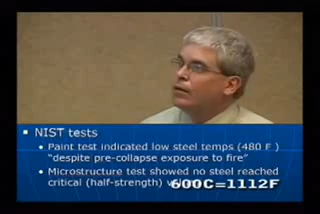 NIST tests
Paint test indicated low steel temps (480 F )
"despite pre-collapse exposure to fire"
Microstructure test showed no steel reached
critical (half-strength)
600C=1112F